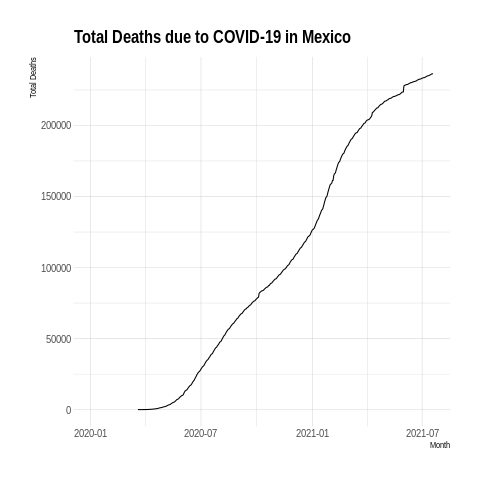 Total Deaths due to COVID-19 in Mexico
Total Deaths
200000
150000
100000
50000
0
2020-01 2020-07 2021-01 2021-07
Month